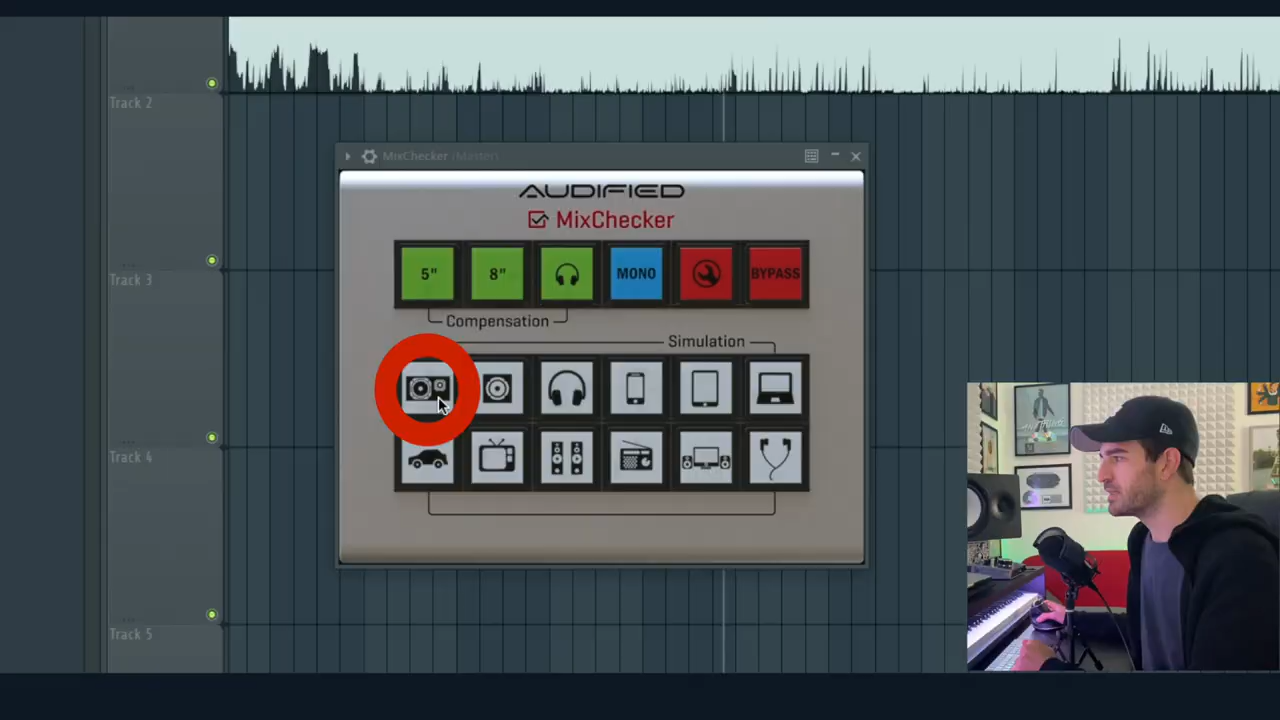 Track 2
MixChecker (Master)
AUDIFIED
MixChecker
5" 8" MONO BYPASS
Compensation
Track 3
Simulation
Track 4
Track 5